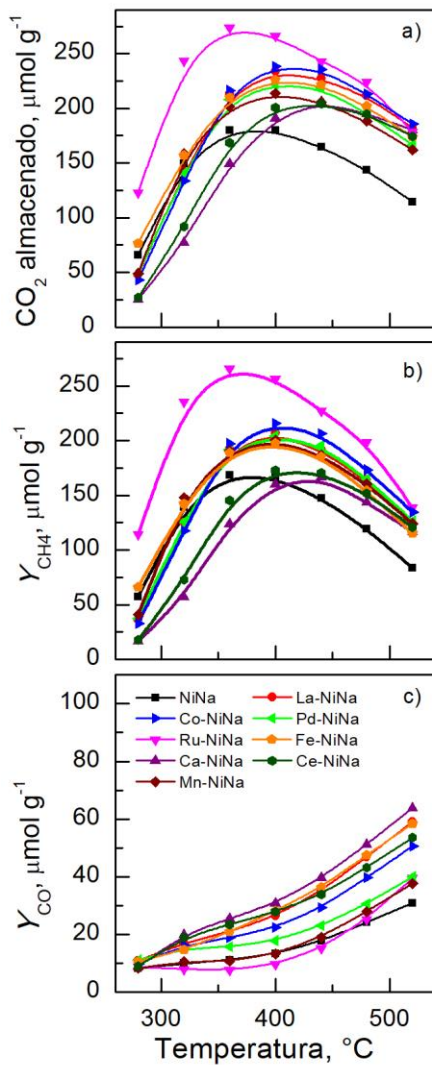 a)
250
200
150
100
50
0
CO₂ almacenado, µmol g⁻¹
b)
250
200
150
100
50
0
Y_CH4, µmol g⁻¹
c)
100
80
60
40
20
0
Y_CO, µmol g⁻¹
NiNa La-NiNa
Co-NiNa Pd-NiNa
Ru-NiNa Fe-NiNa
Ca-NiNa Ce-NiNa
Mn-NiNa
300 400 500
Temperatura, °C